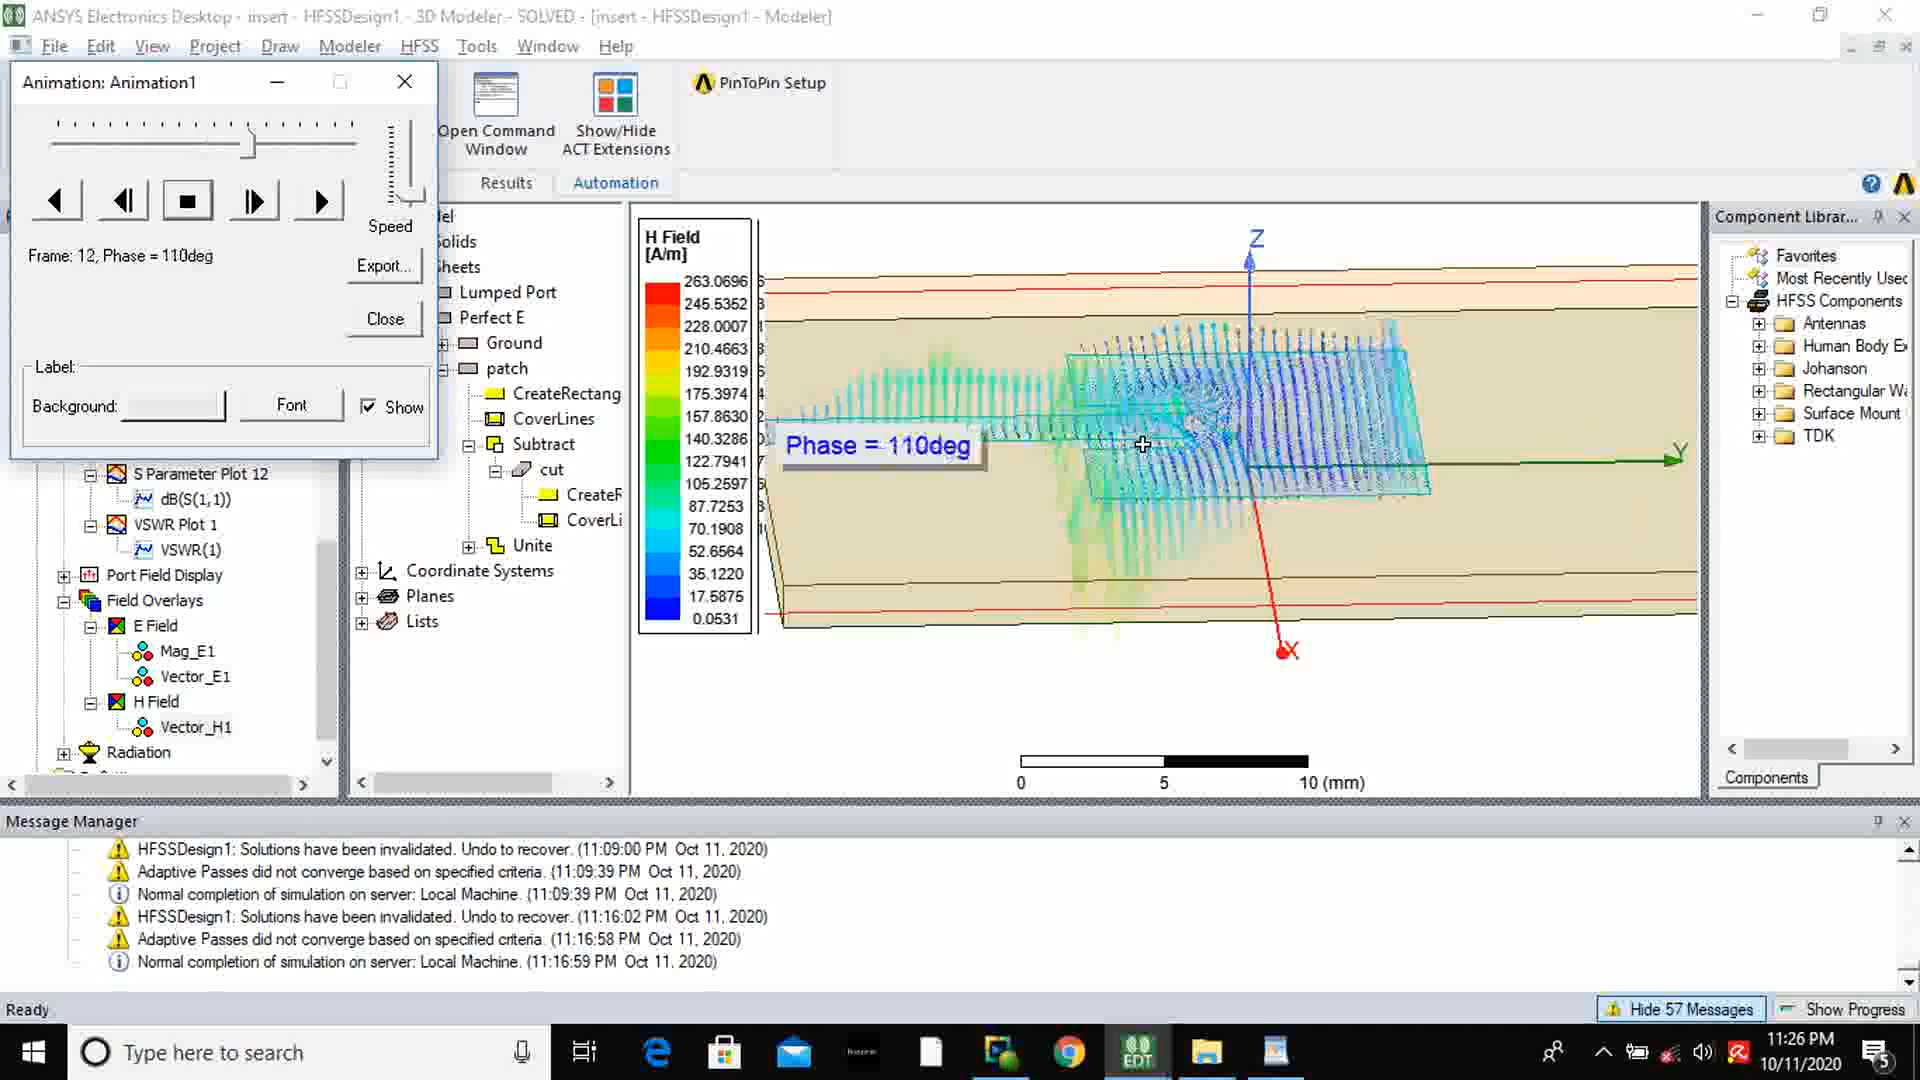 ANSYS Electronics Desktop - insert - HFSSDesign1 - 3D Modeler - SOLVED - [insert - HFSSDesign1 - Modeler]
File Edit View Project Draw Modeler HFSS Tools Window Help
Animation: Animation1
Speed
Frame: 12, Phase = 110deg
Export...
Close
Label:
Background:
Font
Show
Open Command
Window
Show/Hide
ACT Extensions
PinToPin Setup
Results
Automation
S Parameter Plot 12
dB(S(1,1))
VSWR Plot 1
VSWR(1)
Port Field Display
Field Overlays
E Field
Mag_E1
Vector_E1
H Field
Vector_H1
Radiation
Lumped Port
Perfect E
Ground
patch
CreateRectang
CoverLines
Subtract
cut
CreateR
CoverLi
Unite
Coordinate Systems
Planes
Lists
H Field
[A/m]
263.0696
245.5352
228.0007
210.4663
192.9319
175.3974
157.8630
140.3286
122.7941
105.2597
87.7253
70.1908
52.6564
35.1220
17.5875
0.0531
Phase = 110deg
Z
Y
X
0 5 10 (mm)
Component Librar...
Favorites
Most Recently Used
HFSS Components
Antennas
Human Body Ex
Johanson
Rectangular Wa
Surface Mount
TDK
Components
Message Manager
HFSSDesign1: Solutions have been invalidated. Undo to recover. (11:09:00 PM Oct 11, 2020)
Adaptive Passes did not converge based on specified criteria. (11:09:39 PM Oct 11, 2020)
Normal completion of simulation on server: Local Machine. (11:09:39 PM Oct 11, 2020)
HFSSDesign1: Solutions have been invalidated. Undo to recover. (11:16:02 PM Oct 11, 2020)
Adaptive Passes did not converge based on specified criteria. (11:16:58 PM Oct 11, 2020)
Normal completion of simulation on server: Local Machine. (11:16:59 PM Oct 11, 2020)
Ready
Hide 57 Messages
Show Progress
Type here to search
EDT
11:26 PM
10/11/2020
5